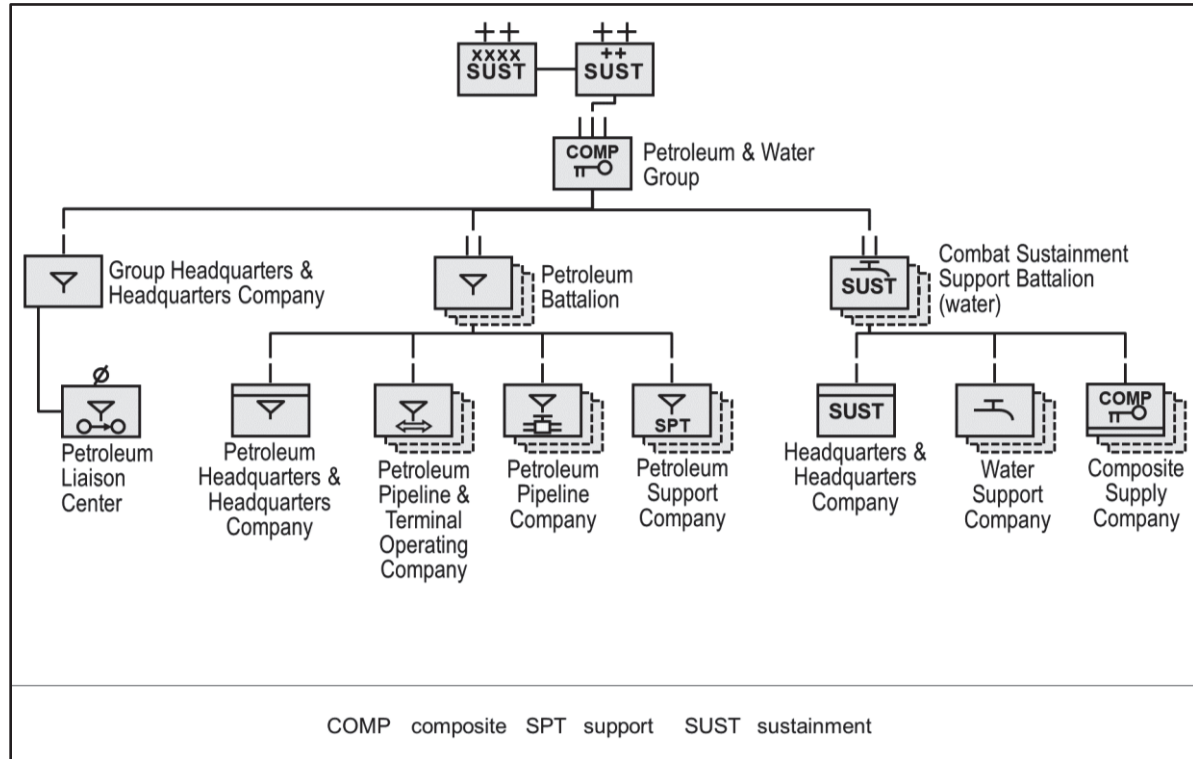 ++ ++
XXXX ++
SUST SUST
COMP
Petroleum & Water
Group
Group Headquarters &
Headquarters Company
Petroleum
Battalion
SUST
Combat Sustainment
Support Battalion
(water)
Petroleum
Liaison
Center
Petroleum
Headquarters &
Headquarters
Company
Petroleum
Pipeline &
Terminal
Operating
Company
Petroleum
Pipeline
Company
SPT
Petroleum
Support
Company
SUST
Headquarters &
Headquarters
Company
Water
Support
Company
COMP
Composite
Supply
Company
COMP composite SPT support SUST sustainment